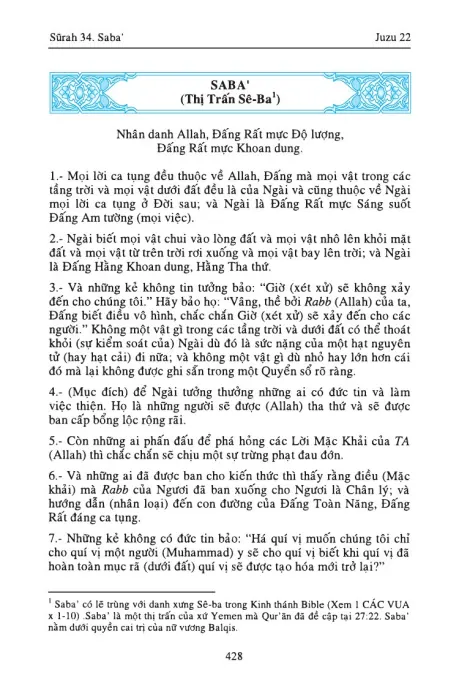 Sūrah 34. Saba' Juzu 22
SABA'
(Thị Trấn Sê-Ba¹)
Nhân danh Allah, Đấng Rất mực Độ lượng,
Đấng Rất mực Khoan dung.
1.- Mọi lời ca tụng đều thuộc về Allah, Đấng mà mọi vật trong các
tầng trời và mọi vật dưới đất đều là của Ngài và cũng thuộc về Ngài
mọi lời ca tụng ở Đời sau; và Ngài là Đấng Rất mực Sáng suốt
Đấng Am tường (mọi việc).
2.- Ngài biết mọi vật chui vào lòng đất và mọi vật nhô lên khỏi mặt
đất và mọi vật từ trên trời rơi xuống và mọi vật bay lên trời; và Ngài
là Đấng Hằng Khoan dung, Hằng Tha thứ.
3.- Và những kẻ không tin tưởng bảo: “Giờ (xét xử) sẽ không xảy
đến cho chúng tôi.” Hãy bảo họ: “Vâng, thề bởi Rabb (Allah) của ta,
Đấng biết điều vô hình, chắc chắn Giờ (xét xử) sẽ xảy đến cho các
người.” Không một vật gì trong các tầng trời và dưới đất có thể thoát
khỏi (sự kiểm soát của) Ngài dù đó là sức nặng của một hạt nguyên
tử (hay hạt cải) đi nữa; và không một vật gì dù nhỏ hay lớn hơn cái
đó mà lại không được ghi sẵn trong một Quyển sổ rõ ràng.
4.- (Mục đích) để Ngài tưởng thưởng những ai có đức tin và làm
việc thiện. Họ là những người sẽ được (Allah) tha thứ và sẽ được
ban cấp bổng lộc rộng rãi.
5.- Còn những ai phấn đấu để phá hỏng các Lời Mặc Khải của TA
(Allah) thì chắc chắn sẽ chịu một sự trừng phạt đau đớn.
6.- Và những ai đã được ban cho kiến thức thì thấy rằng điều (Mặc
khải) mà Rabb của Ngươi đã ban xuống cho Ngươi là Chân lý; và
hướng dẫn (nhân loại) đến con đường của Đấng Toàn Năng, Đấng
Rất đáng ca tụng.
7.- Những kẻ không có đức tin bảo: “Há quí vị muốn chúng tôi chỉ
cho quí vị một người (Muhammad) y sẽ cho quí vị biết khi quí vị đã
hoàn toàn mục rã (dưới đất) quí vị sẽ được tạo hóa mới trở lại?”
¹ Saba' có lẽ trùng với danh xưng Sê-ba trong Kinh thánh Bible (Xem 1 CÁC VUA
x 1-10) .Saba' là một thị trấn của xứ Yemen mà Qur'ān đã đề cập tại 27:22. Saba'
nằm dưới quyền cai trị của nữ vương Balqis.
428